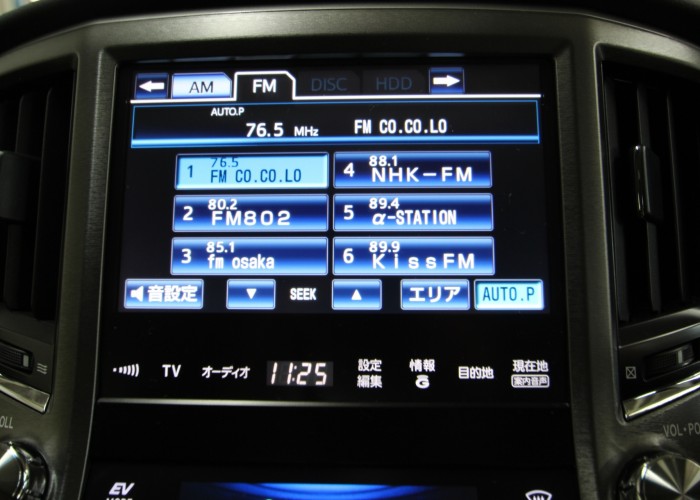 AM FM DISC HDD
AUTO.P
76.5 MHz FM CO.CO.LO
1 76.5 FM CO.CO.LO
4 88.1 NHK-FM
2 80.2 FM802
5 89.4 α-STATION
3 85.1 fm osaka
6 89.9 KissFM
音設定 ▼ SEEK ▲ エリア AUTO.P
TV オーディオ 11:25 設定 編集 情報 G 目的地 現在地 案内音声
VOL・PO
EV